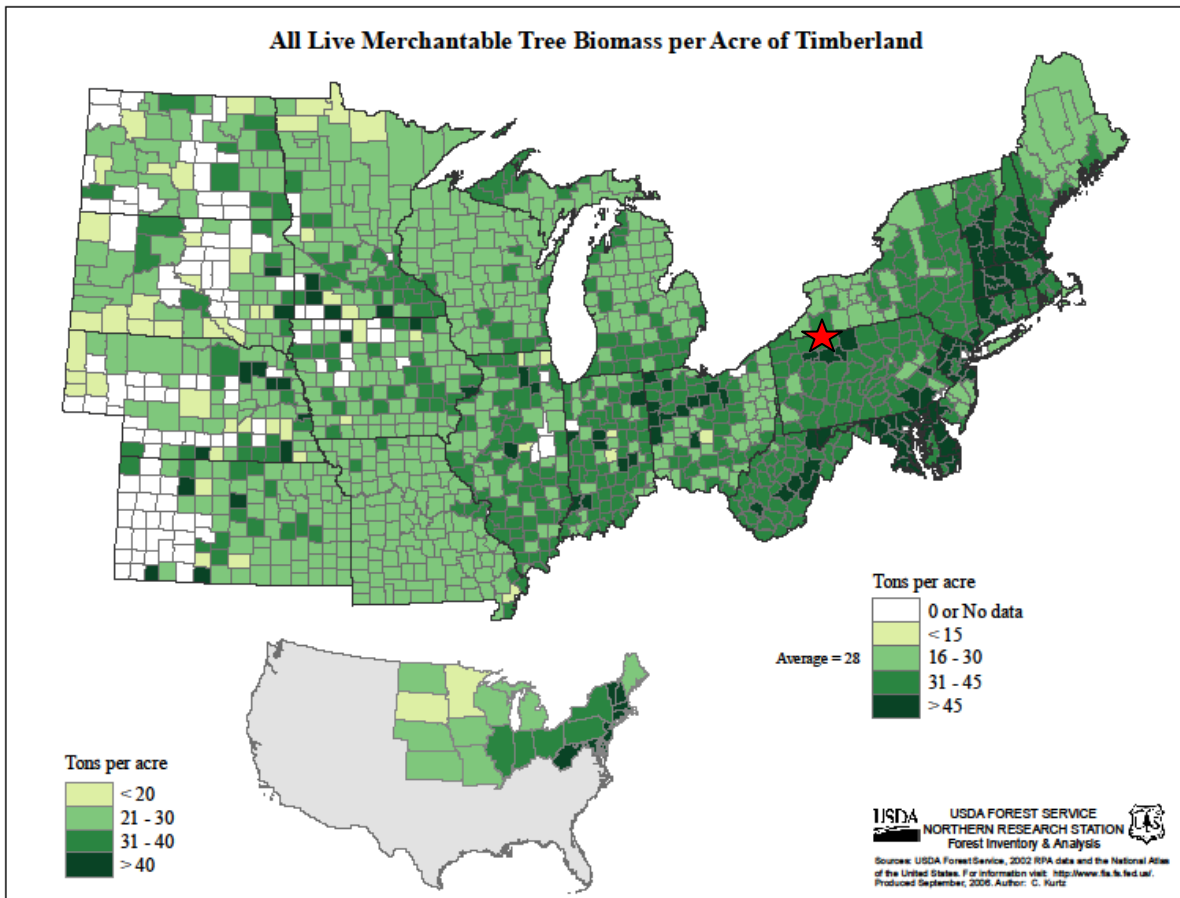 All Live Merchantable Tree Biomass per Acre of Timberland
Tons per acre
0 or No data
< 15
16 - 30
31 - 45
> 45
Average = 28
Tons per acre
< 20
21 - 30
31 - 40
> 40
USDA
USDA FOREST SERVICE
NORTHERN RESEARCH STATION
Forest Inventory & Analysis
Sources: USDA Forest Service, 2002 RPA data and the National Atlas
of the United States. For information visit: http://www.fia.fs.fed.us/.
Produced September, 2006. Author: C. Kurtz